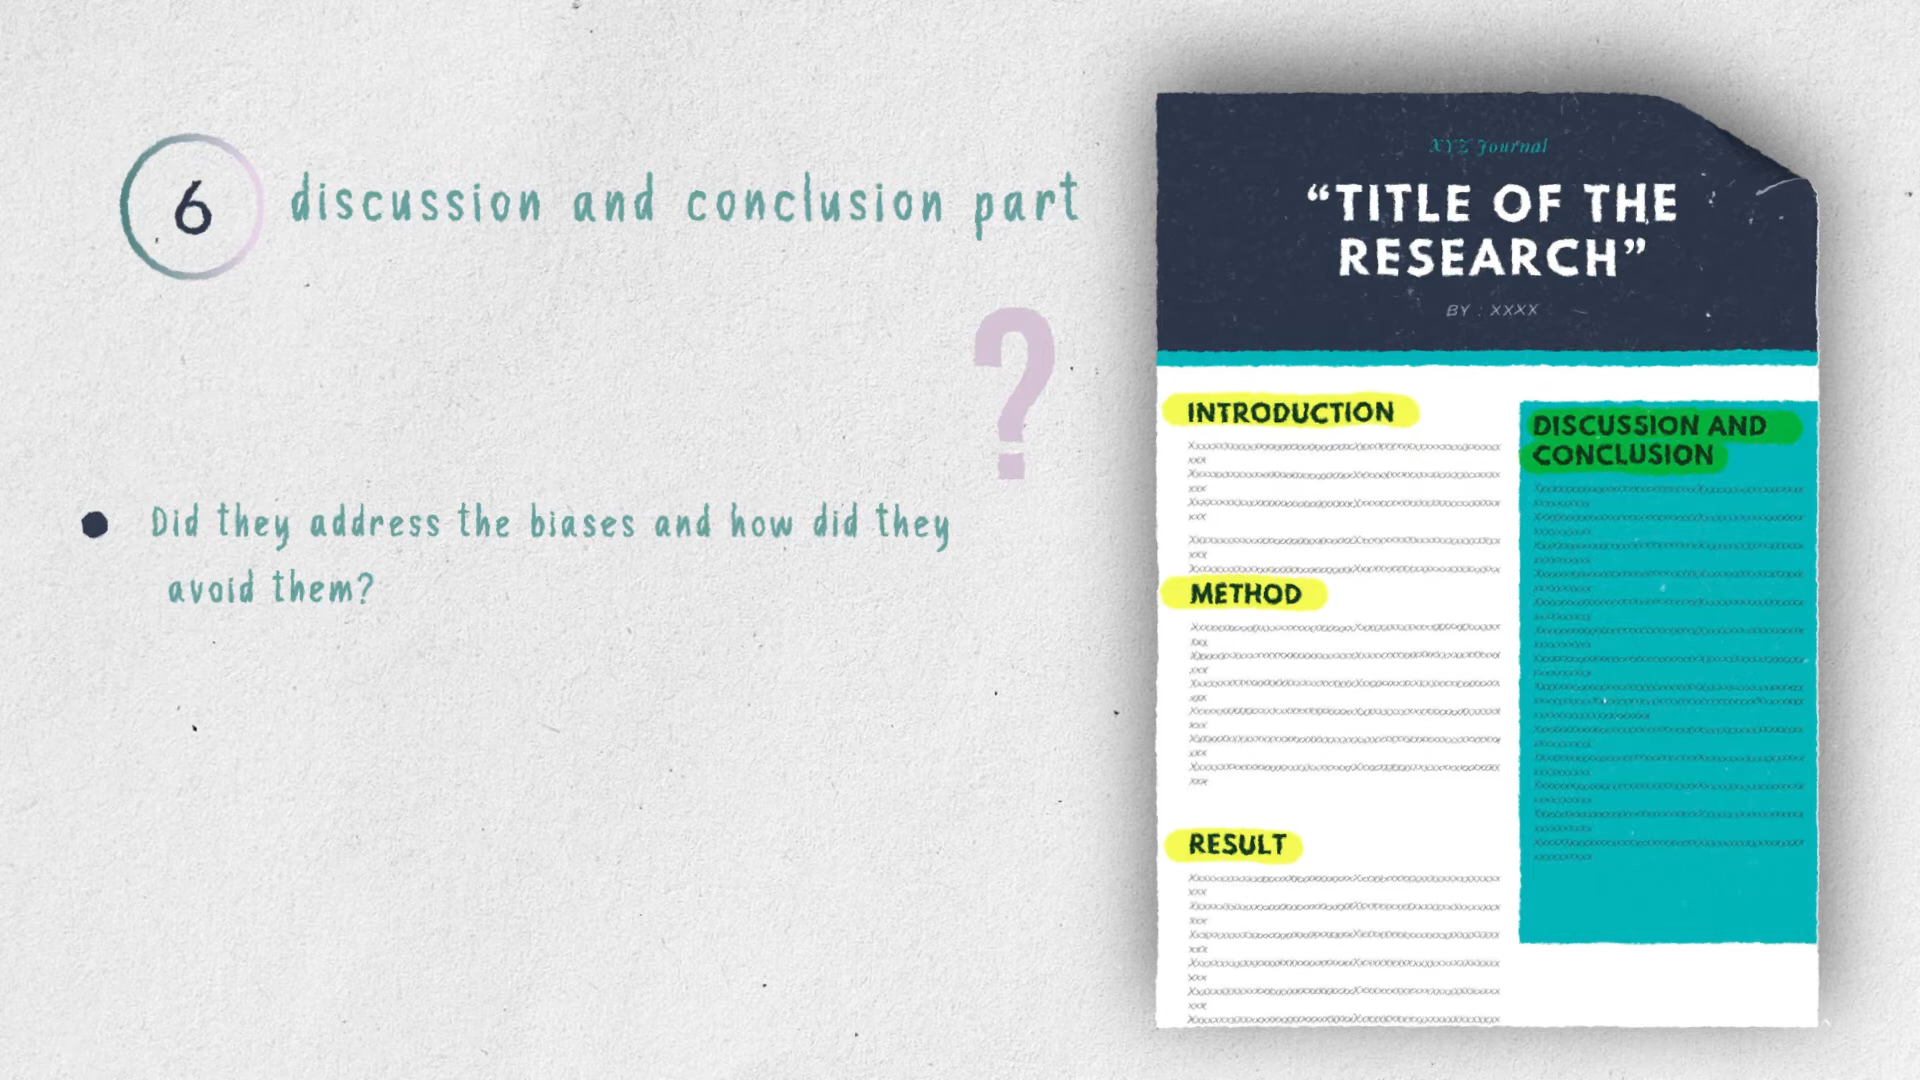 6
discussion and conclusion part
?
Did they address the biases and how did they
avoid them?
XYZ Journal
“TITLE OF THE
RESEARCH”
BY : XXXX
INTRODUCTION
METHOD
RESULT
DISCUSSION AND
CONCLUSION